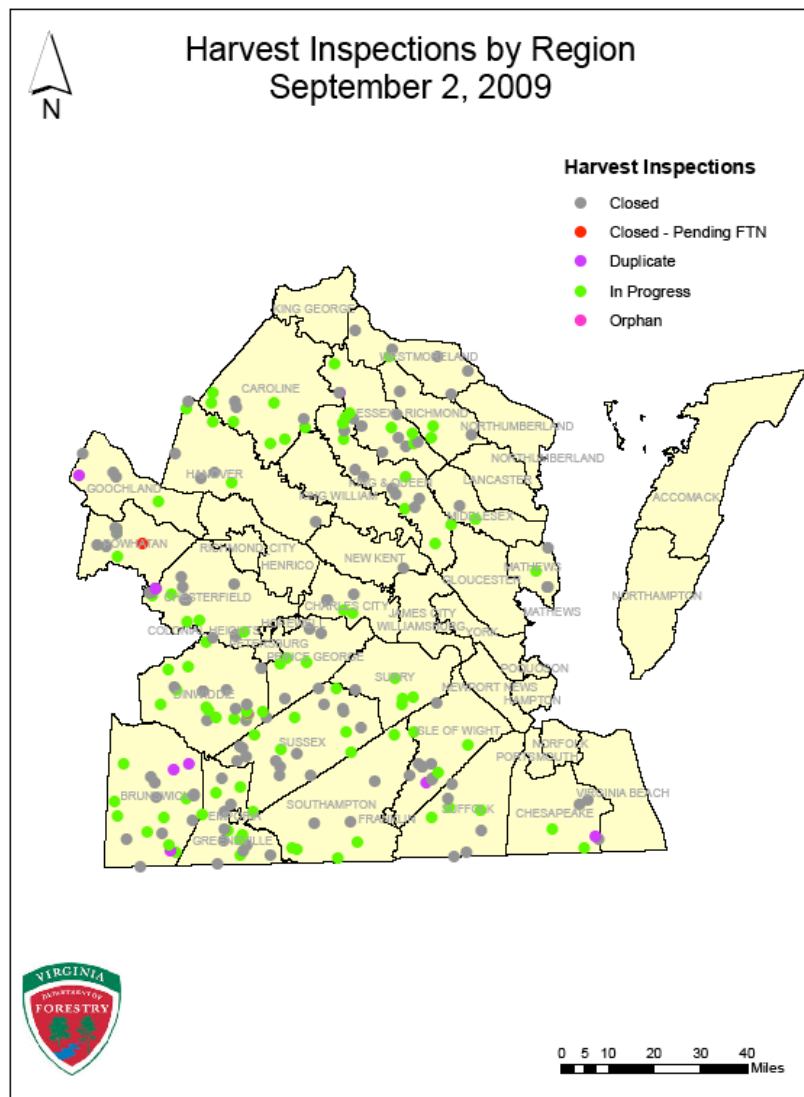 Harvest Inspections by Region
September 2, 2009
N
Harvest Inspections
Closed
Closed - Pending FTN
Duplicate
In Progress
Orphan
KING GEORGE
WESTMORELAND
CAROLINE
ESSEX RICHMOND
NORTHUMBERLAND
NORTHUMBERLAND
HANOVER
KING & QUEEN
LANCASTER
GOOCHLAND
KING WILLIAM
ACCOMACK
MIDDLESEX
POWHATAN
RICHMOND CITY
NEW KENT
HENRICO
MATHEWS
GLOUCESTER
CHESTERFIELD
NORTHAMPTON
CHARLES CITY
JAMES CITY
MATHEWS
HOPEWELL
WILLIAMSBURG
COLONIAL HEIGHTS
YORK
PETERSBURG
PRINCE GEORGE
POQUOSON
SURRY
NEWPORT NEWS
DINWIDDIE
HAMPTON
ISLE OF WIGHT
SUSSEX
NORFOLK
PORTSMOUTH
VIRGINIA BEACH
BRUNSWICK
SOUTHAMPTON
SUFFOLK
EMPORIA
FRANKLIN
CHESAPEAKE
GREENSVILLE
VIRGINIA
DEPARTMENT OF
FORESTRY
0 5 10 20 30 40
Miles